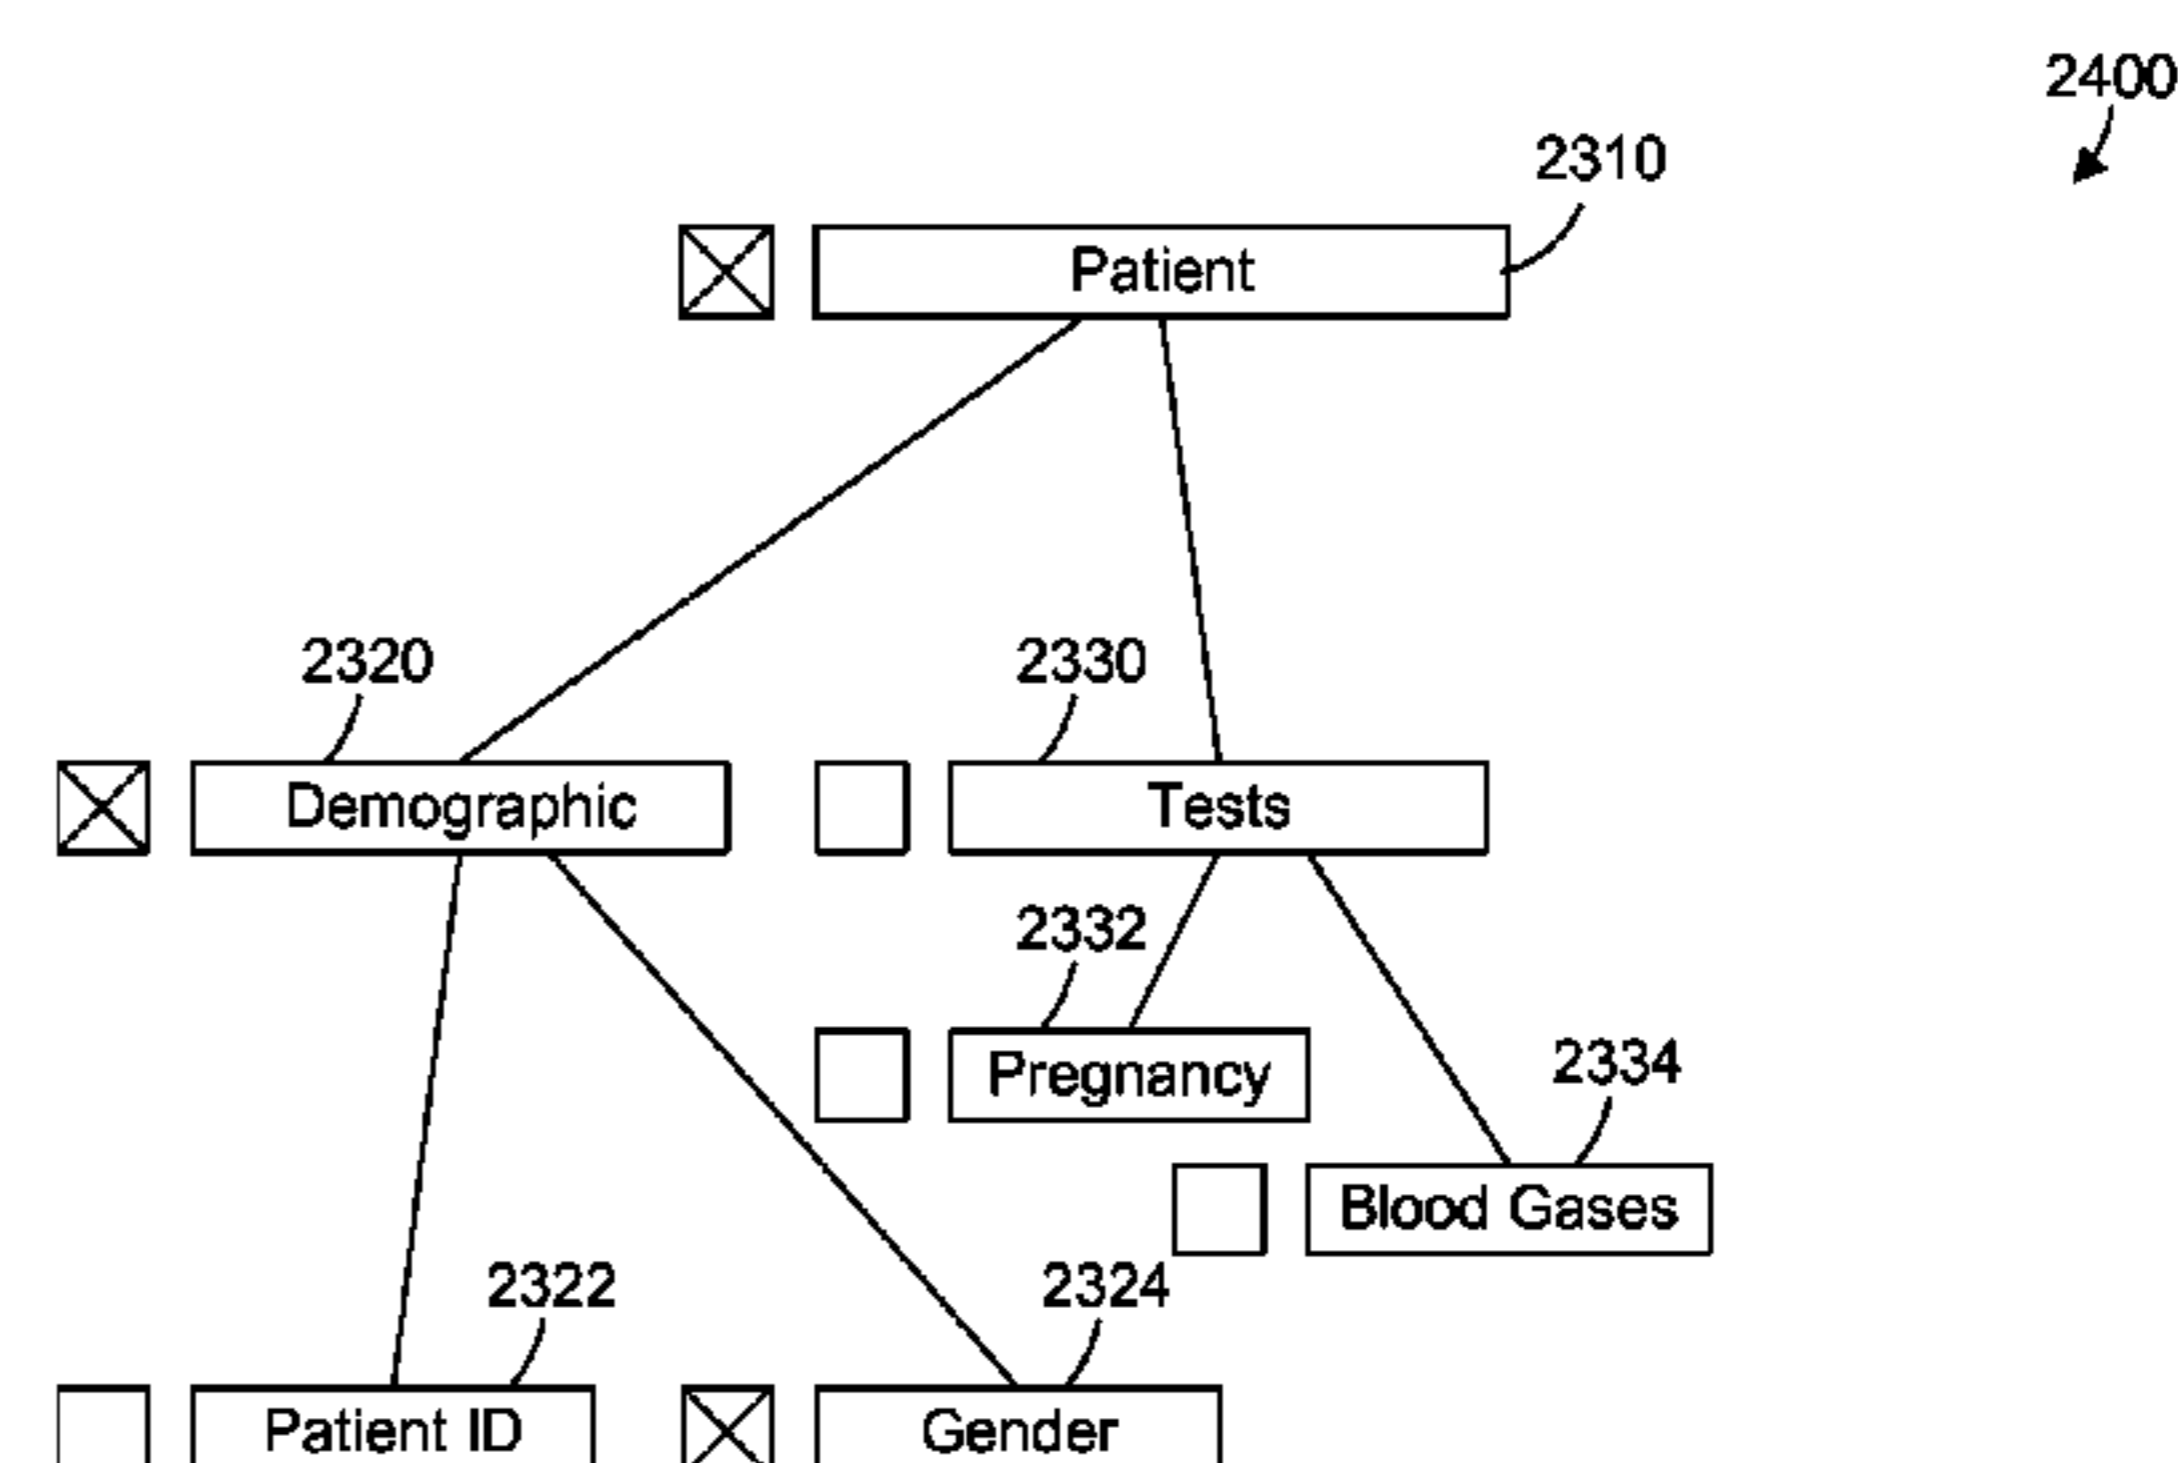 2400
2310
Patient
2320
2330
Demographic
Tests
2332
Pregnancy
2334
Blood Gases
2322
2324
Patient ID
Gender